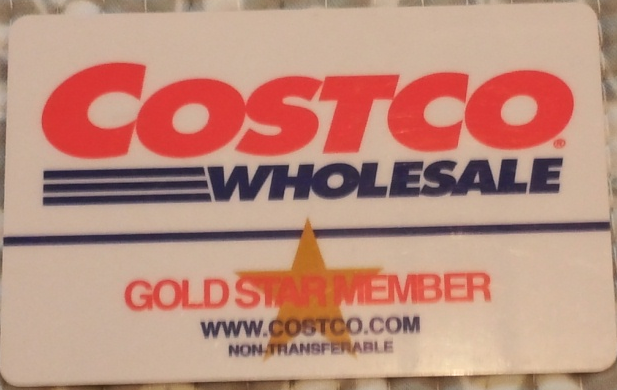 COSTCO®
WHOLESALE
GOLD STAR MEMBER
WWW.COSTCO.COM
NON-TRANSFERABLE